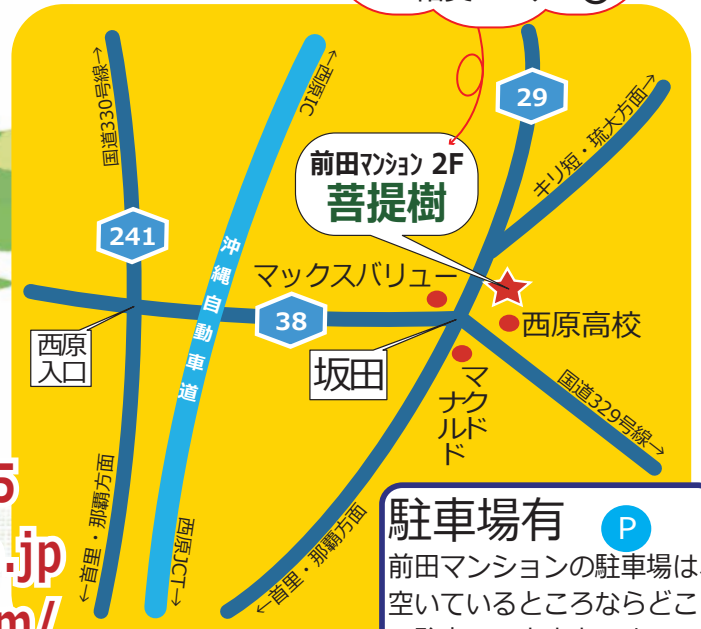 国道330号線→
西原IC→
29
キリ短・琉大方面→
前田マンション 2F
菩提樹
241
沖縄自動車道
マックスバリュー
38
西原高校
西原
入口
坂田
マクド
ナルド
国道329号線→
←首里・那覇方面
西原JCT→
←首里・那覇方面
5
.jp
m/
駐車場有 P
前田マンションの駐車場は、
空いているところならどこ